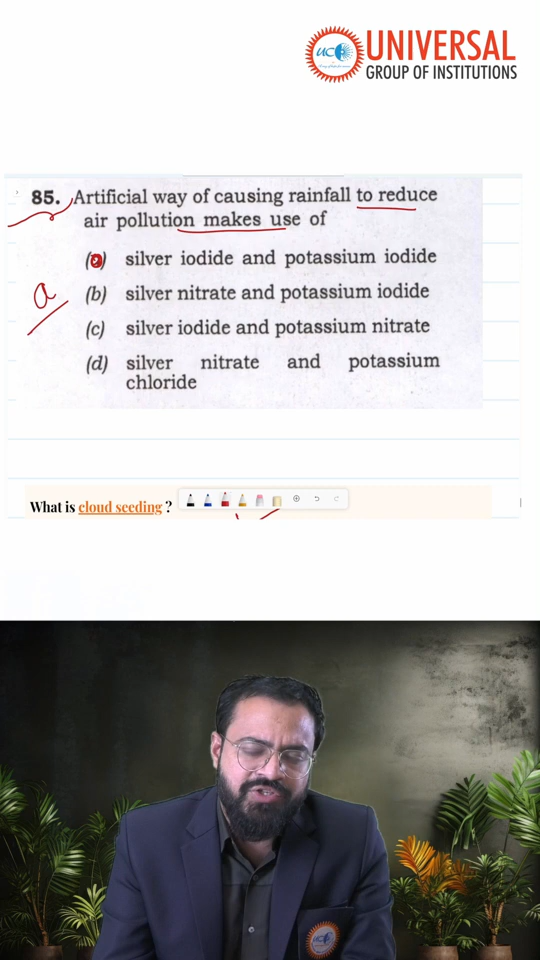 UCO
UNIVERSAL
GROUP OF INSTITUTIONS
85. Artificial way of causing rainfall to reduce
air pollution makes use of
(a) silver iodide and potassium iodide
a
(b) silver nitrate and potassium iodide
(c) silver iodide and potassium nitrate
(d) silver nitrate and potassium
chloride
What is cloud seeding ?